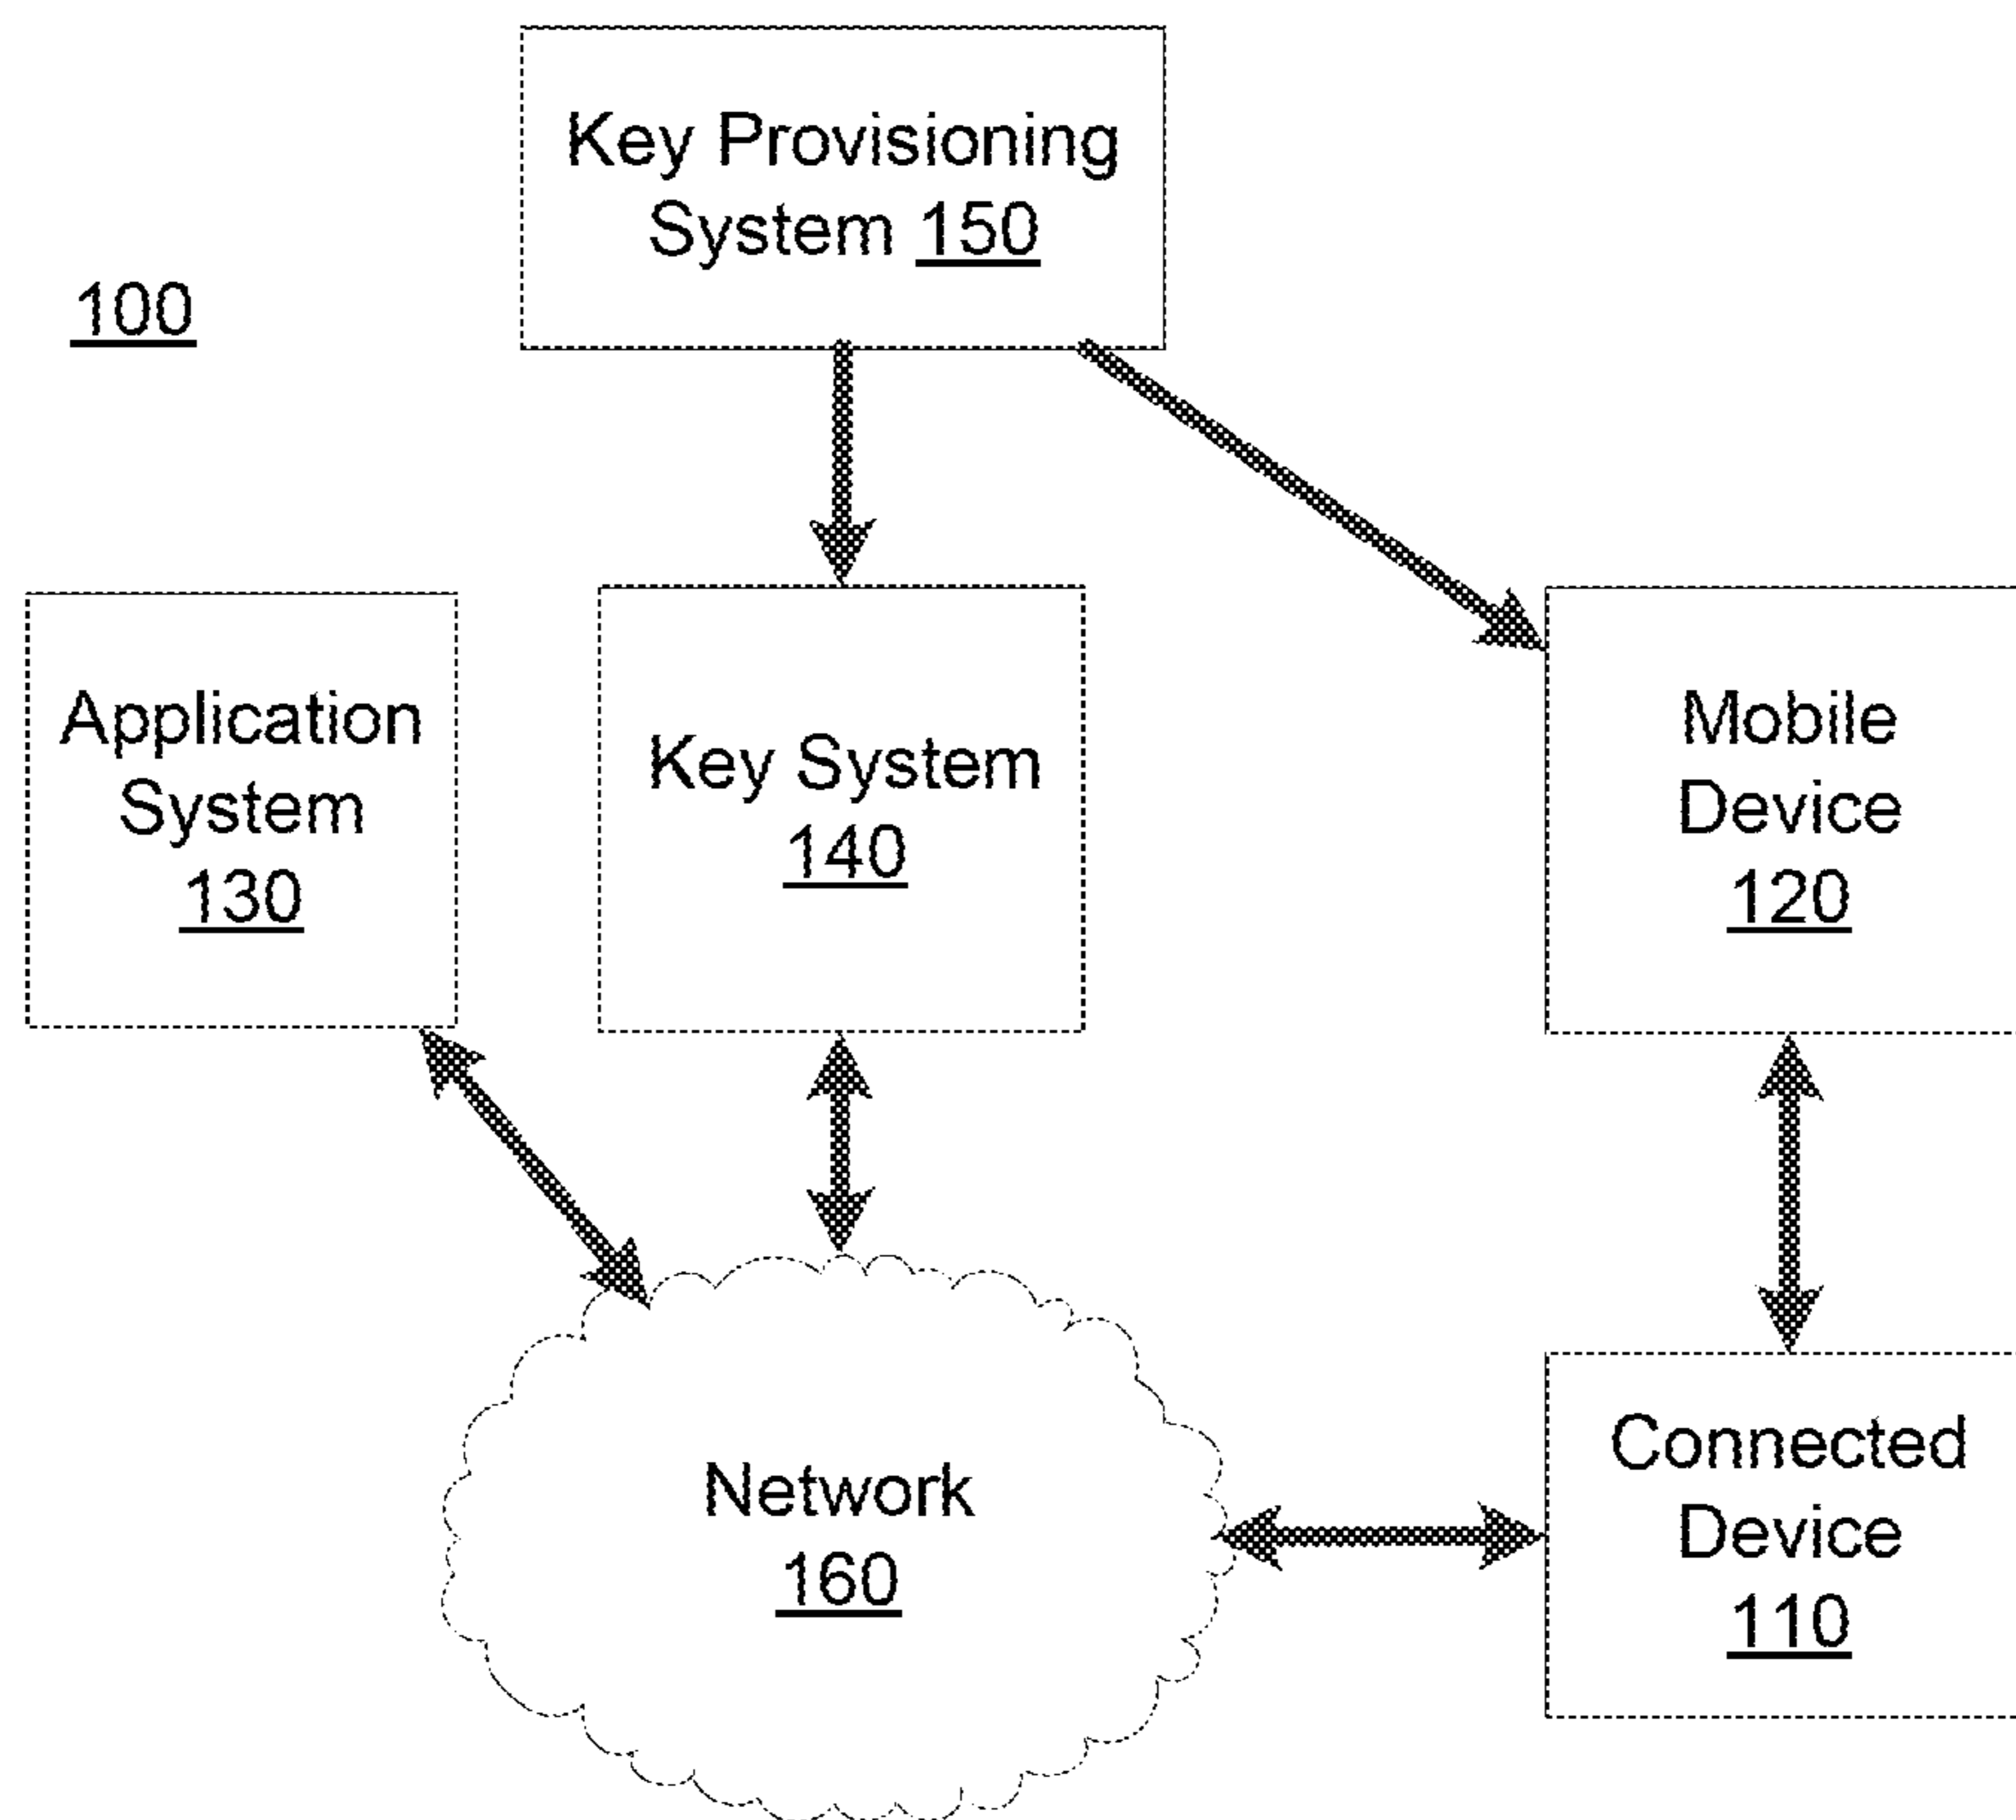 Key Provisioning
System 150
100
Application
System
130
Key System
140
Mobile
Device
120
Network
160
Connected
Device
110